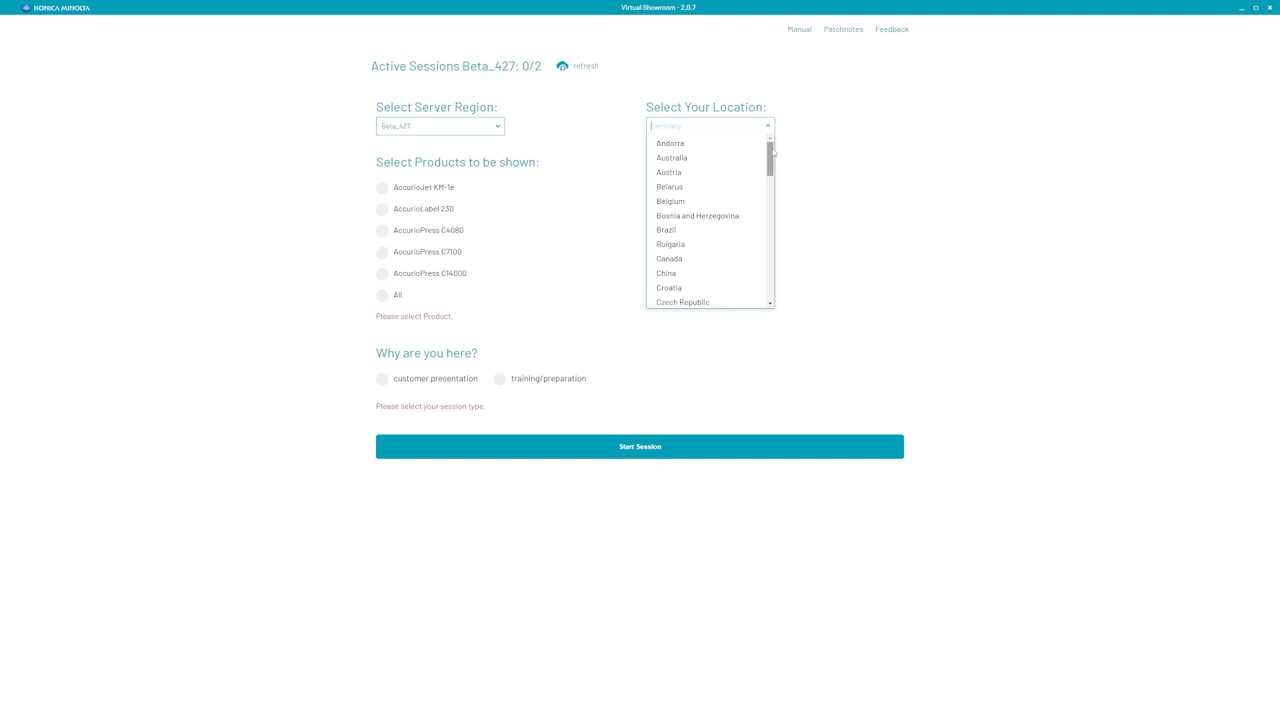 KONICA MINOLTA
Virtual Showroom - 2.0.7
Manual Patchnotes Feedback
Active Sessions Beta_427: 0/2 refresh
Select Server Region:
Beta_427
Select Products to be shown:
AccurioJet KM-1e
AccurioLabel 230
AccurioPress C4080
AccurioPress C7100
AccurioPress C14000
All
Please select Product.
Select Your Location:
Germany
Andorra
Australia
Austria
Belarus
Belgium
Bosnia and Herzegovina
Brazil
Bulgaria
Canada
China
Croatia
Czech Republic
Why are you here?
customer presentation training/preparation
Please select your session type.
Start Session